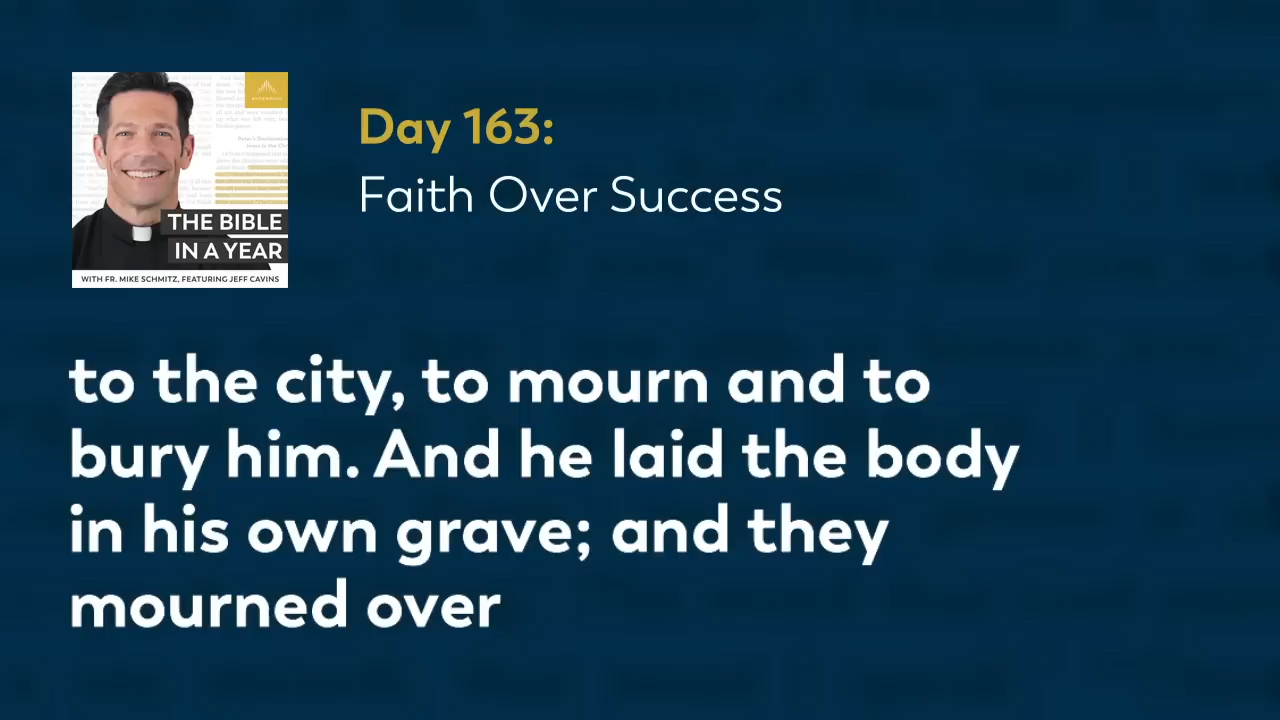 THE BIBLE
IN A YEAR
WITH FR. MIKE SCHMITZ, FEATURING JEFF CAVINS
Day 163:
Faith Over Success
to the city, to mourn and to
bury him. And he laid the body
in his own grave; and they
mourned over